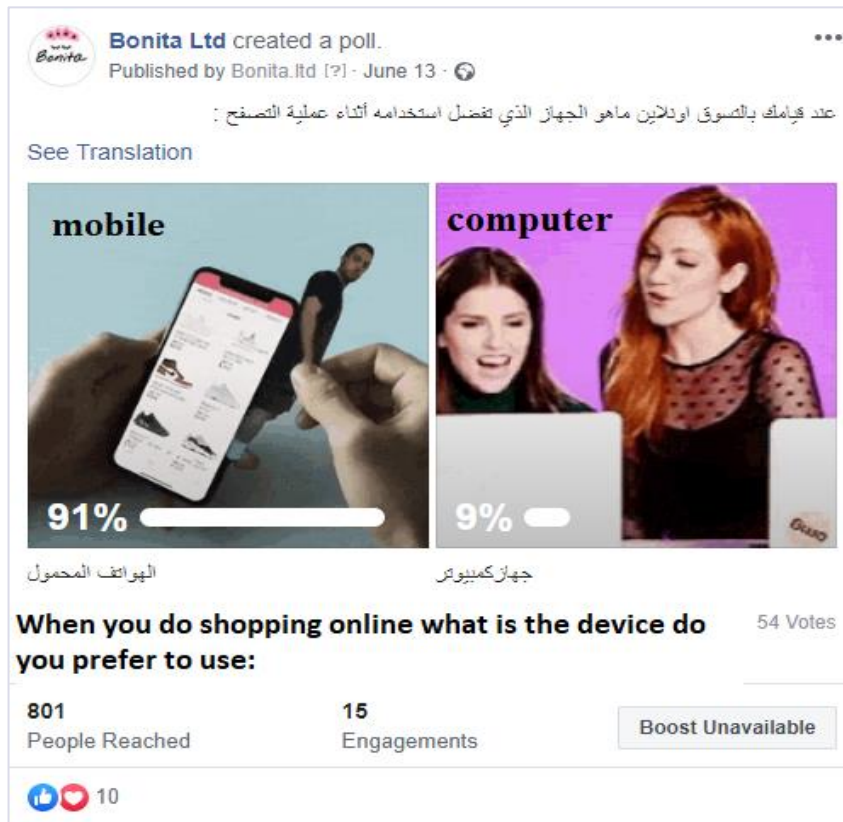 Bonita
Bonita Ltd created a poll.
Published by Bonita.ltd [?] · June 13 ·
عند قيامك بالتسوق اونلاين ماهو الجهاز الذي تفضل استخدامه أثناء عملية التصفح :
See Translation
mobile
computer
91%
9%
الهواتف المحمول
جهازكمبيوتر
When you do shopping online what is the device do
you prefer to use:
54 Votes
801
People Reached
15
Engagements
Boost Unavailable
10